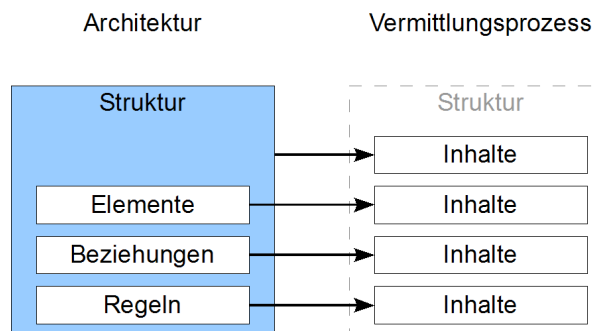 Architektur Vermittlungsprozess
Struktur Struktur
Inhalte
Elemente Inhalte
Beziehungen Inhalte
Regeln Inhalte